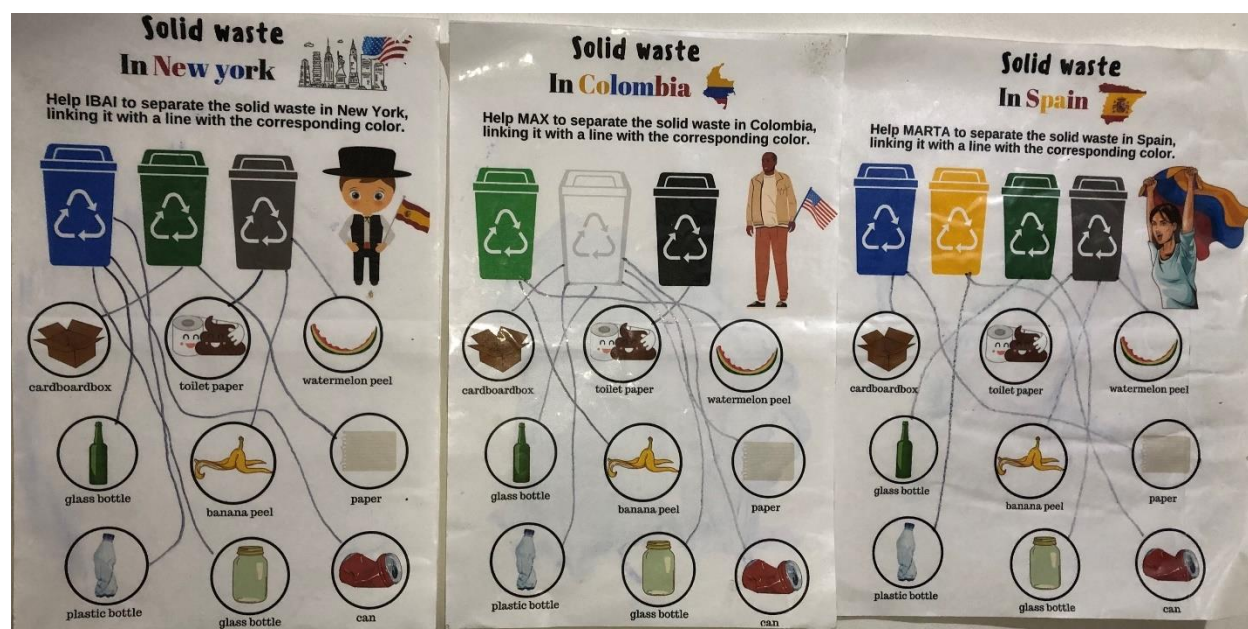 Solid waste
In New york
Help IBAI to separate the solid waste in New York,
linking it with a line with the corresponding color.
cardboardbox
toilet paper
watermelon peel
glass bottle
banana peel
paper
plastic bottle
glass bottle
can
Solid waste
In Colombia
Help MAX to separate the solid waste in Colombia,
linking it with a line with the corresponding color.
cardboardbox
toilet paper
watermelon peel
glass bottle
banana peel
paper
plastic bottle
glass bottle
can
Solid waste
In Spain
Help MARTA to separate the solid waste in Spain,
linking it with a line with the corresponding color.
cardboardbox
toilet paper
watermelon peel
glass bottle
banana peel
paper
plastic bottle
glass bottle
can